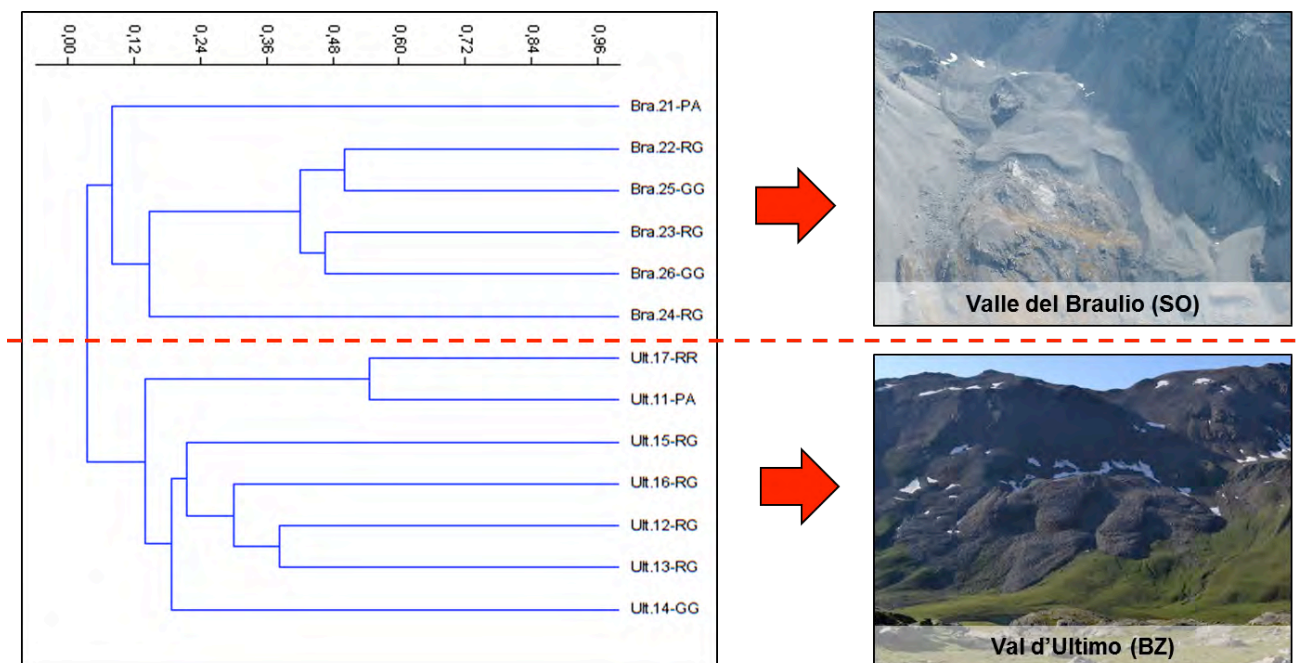 0,00 0,12 0,24 0,36 0,48 0,60 0,72 0,84 0,96
Bra.21-PA
Bra.22-RG
Bra.25-GG
Bra.23-RG
Bra.26-GG
Bra.24-RG
Ult.17-RR
Ult.11-PA
Ult.15-RG
Ult.16-RG
Ult.12-RG
Ult.13-RG
Ult.14-GG
Valle del Braulio (SO)
Val d'Ultimo (BZ)